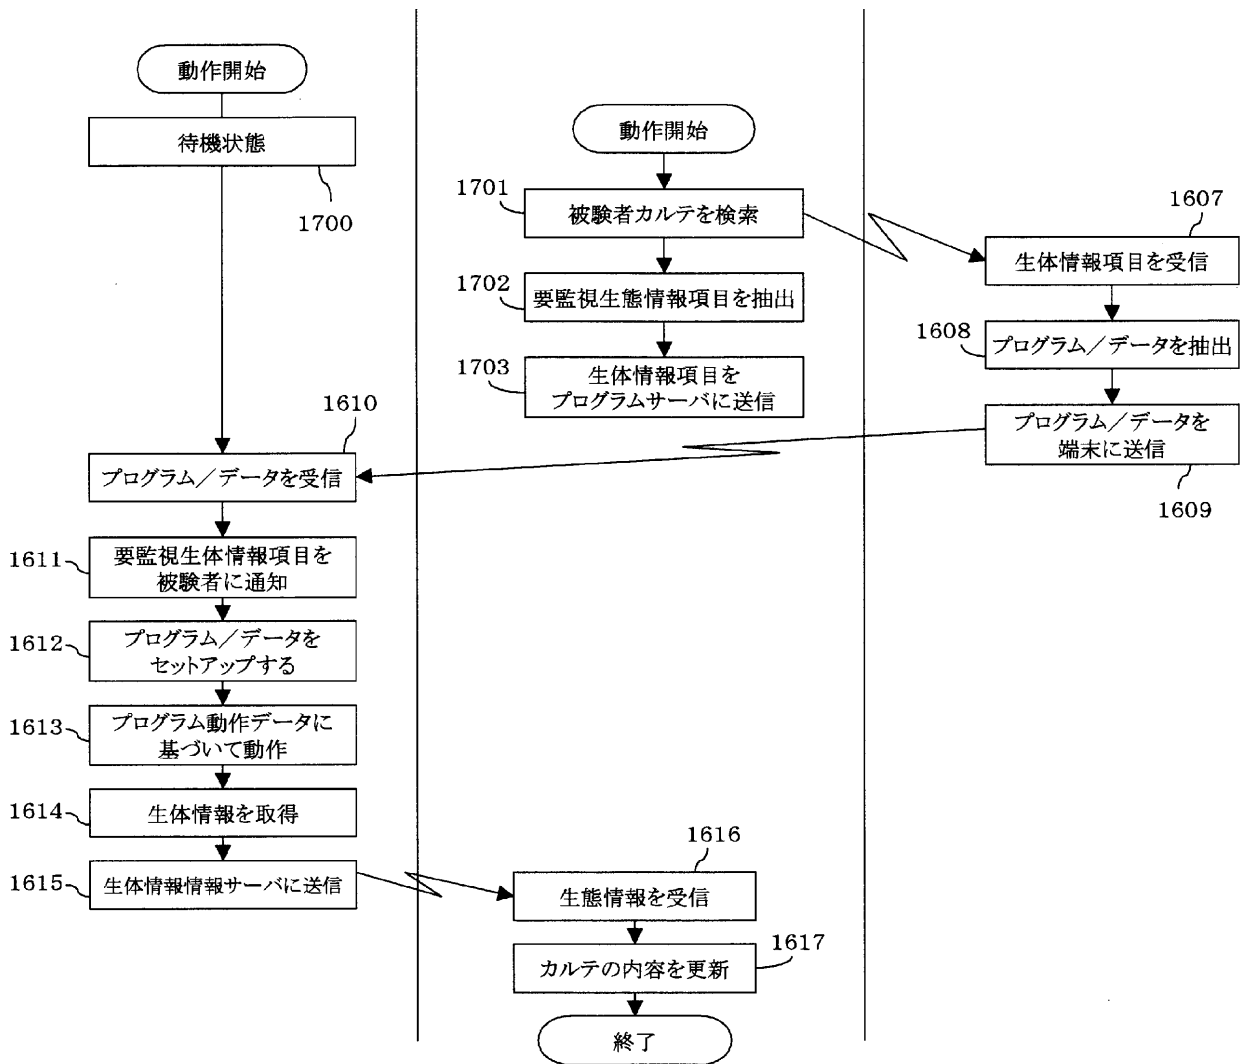 動作開始
待機状態
1700
1610
プログラム／データを受信
1611
要監視生体情報項目を
被験者に通知
1612
プログラム／データを
セットアップする
1613
プログラム動作データに
基づいて動作
1614
生体情報を取得
1615
生体情報情報サーバに送信
動作開始
1701
被験者カルテを検索
1702
要監視生態情報項目を抽出
1703
生体情報項目を
プログラムサーバに送信
1616
生態情報を受信
1617
カルテの内容を更新
終了
1607
生体情報項目を受信
1608
プログラム／データを抽出
プログラム／データを
端末に送信
1609